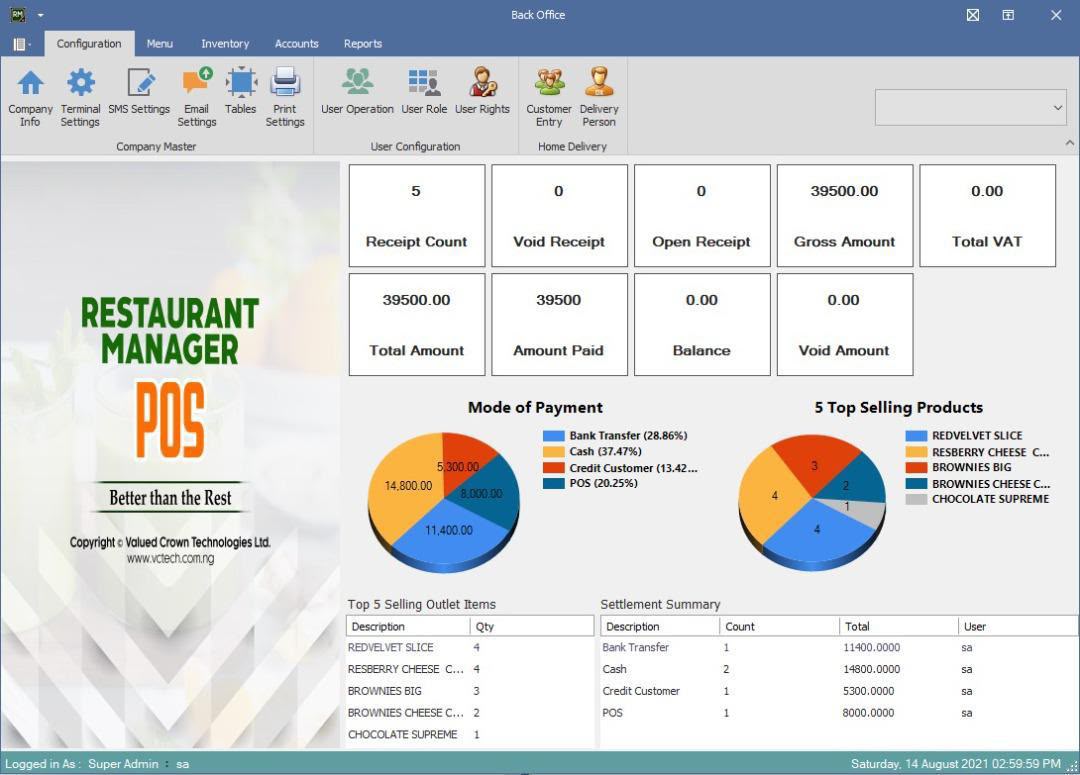 RM
Back Office
Configuration Menu Inventory Accounts Reports
Company Info
Terminal Settings
SMS Settings
Email Settings
Tables
Print Settings
Company Master
User Operation
User Role
User Rights
User Configuration
Customer Entry
Delivery Person
Home Delivery
5
Receipt Count
0
Void Receipt
0
Open Receipt
39500.00
Gross Amount
0.00
Total VAT
39500.00
Total Amount
39500
Amount Paid
0.00
Balance
0.00
Void Amount
RESTAURANT
MANAGER
POS
Better than the Rest
Copyright © Valued Crown Technologies Ltd.
www.vctech.com.ng
Mode of Payment
5,300.00
14,800.00
8,000.00
11,400.00
Bank Transfer (28.86%)
Cash (37.47%)
Credit Customer (13.42...
POS (20.25%)
5 Top Selling Products
3
2
4
1
4
REDVELVET SLICE
RESBERRY CHEESE C...
BROWNIES BIG
BROWNIES CHEESE C...
CHOCOLATE SUPREME
Top 5 Selling Outlet Items
Description Qty
REDVELVET SLICE 4
RESBERRY CHEESE C... 4
BROWNIES BIG 3
BROWNIES CHEESE C... 2
CHOCOLATE SUPREME 1
Settlement Summary
Description Count Total User
Bank Transfer 1 11400.0000 sa
Cash 2 14800.0000 sa
Credit Customer 1 5300.0000 sa
POS 1 8000.0000 sa
Logged in As : Super Admin : sa
Saturday, 14 August 2021 02:59:59 PM